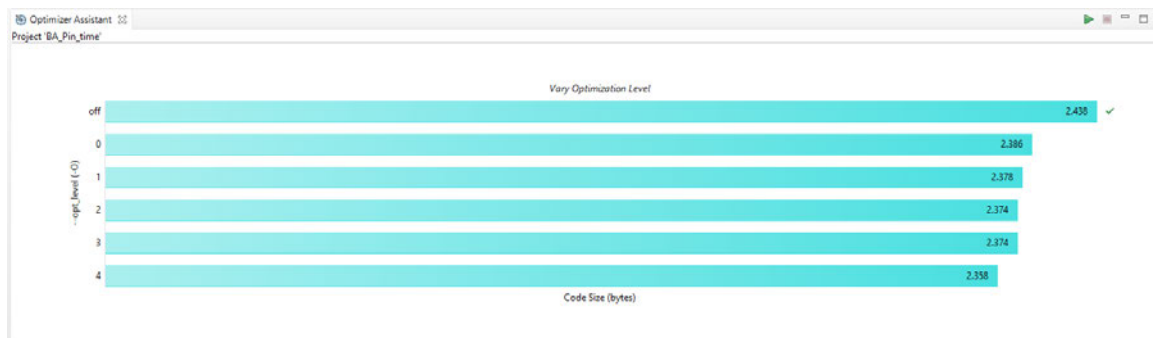 Optimizer Assistant
Project 'BA_Pin_time'
Vary Optimization Level
off 2.438
0 2.386
1 2.378
2 2.374
3 2.374
4 2.358
--opt_level (-O)
Code Size (bytes)